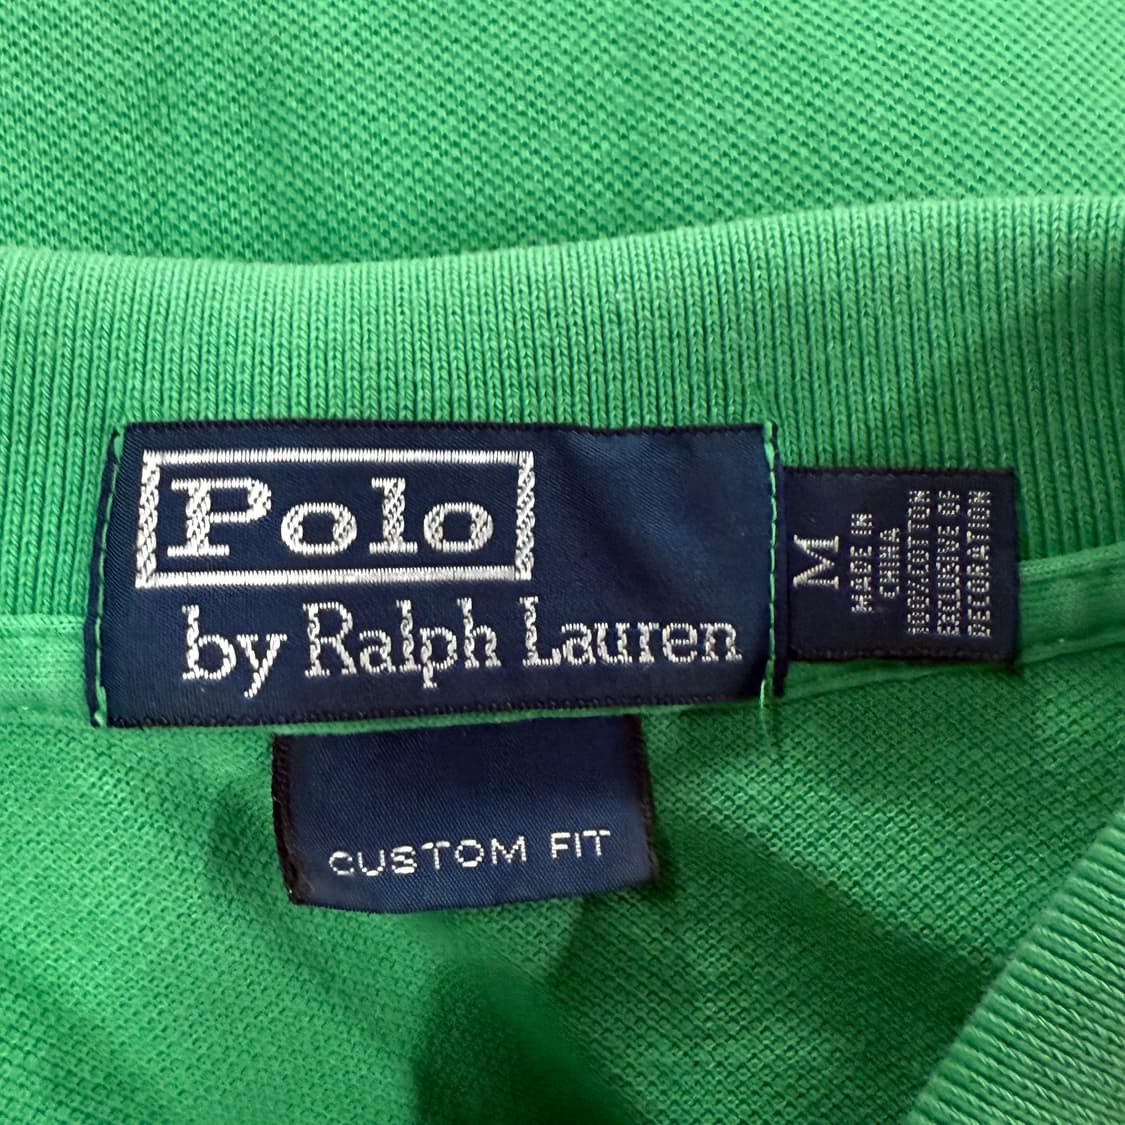 Polo
by Ralph Lauren
M
MADE IN
CHINA
100% COTTON
EXCLUSIVE OF
DECORATION
CUSTOM FIT